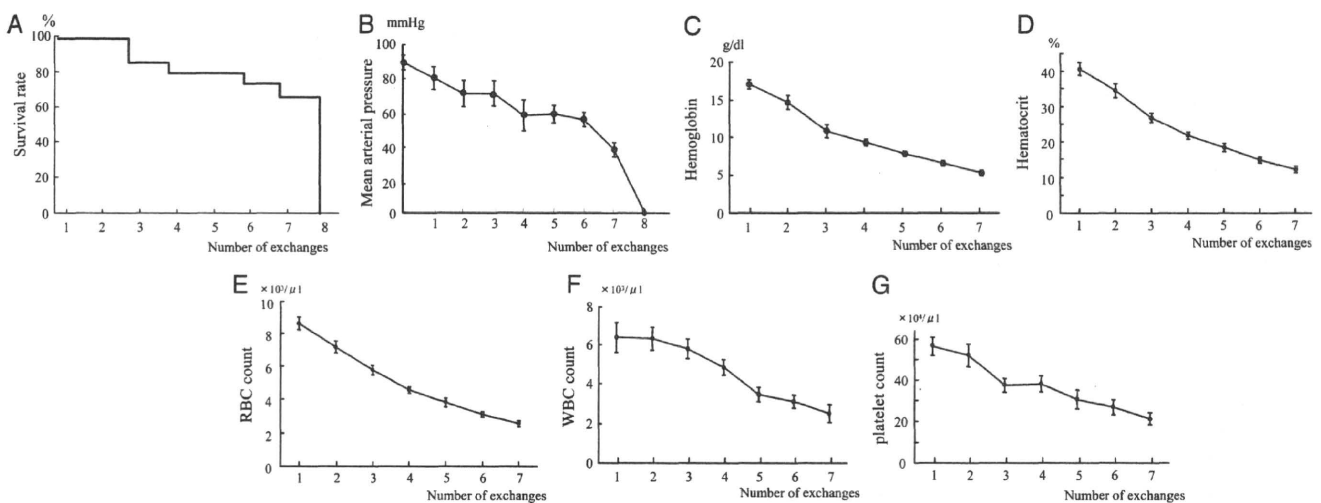 A
%
100
80
60
40
20
0
Survival rate
1 2 3 4 5 6 7 8
Number of exchanges
B
mmHg
100
80
60
40
20
0
Mean arterial pressure
1 2 3 4 5 6 7 8
Number of exchanges
C
g/dl
20
15
10
5
0
Hemoglobin
1 2 3 4 5 6 7
Number of exchanges
D
%
40
30
20
10
0
Hematocrit
1 2 3 4 5 6 7
Number of exchanges
E
×10³/μl
10
8
6
4
2
0
RBC count
1 2 3 4 5 6 7
Number of exchanges
F
×10³/μl
8
6
4
2
0
WBC count
1 2 3 4 5 6 7
Number of exchanges
G
×10⁴/μl
60
40
20
0
platelet count
1 2 3 4 5 6 7
Number of exchanges